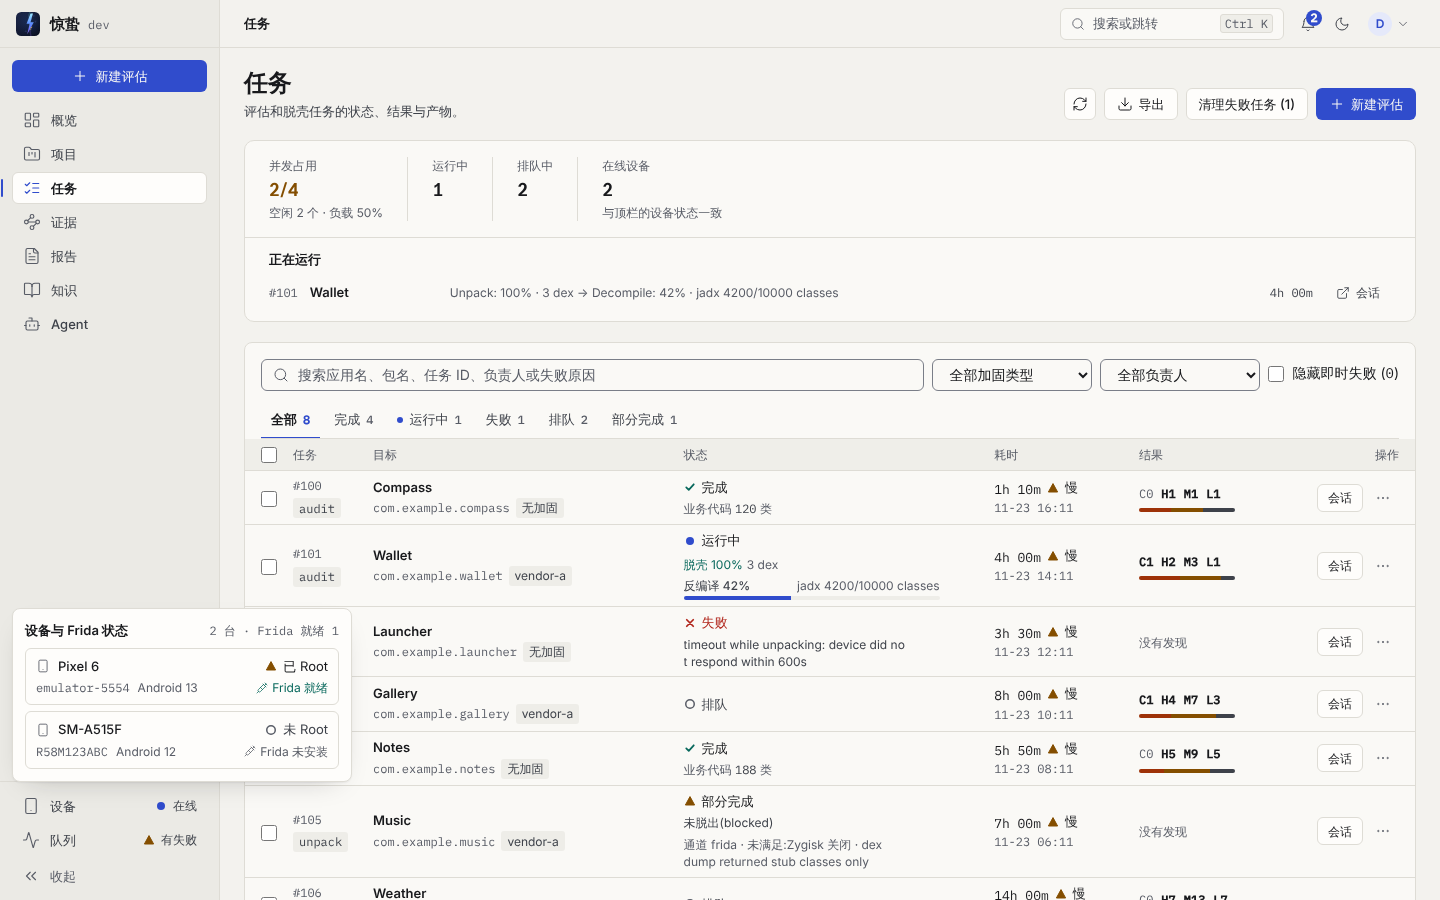 惊蛰 dev
任务
搜索或跳转 Ctrl K
2
D
新建评估
概览
项目
任务
证据
报告
知识
Agent
任务
评估和脱壳任务的状态、结果与产物。
导出
清理失败任务 (1)
新建评估
并发占用
2/4
空闲 2 个 · 负载 50%
运行中
1
排队中
2
在线设备
2
与顶栏的设备状态一致
正在运行
#101 Wallet Unpack: 100% · 3 dex → Decompile: 42% · jadx 4200/10000 classes 4h 00m 会话
搜索应用名、包名、任务 ID、负责人或失败原因
全部加固类型
全部负责人
隐藏即时失败 (0)
全部 8 完成 4 运行中 1 失败 1 排队 2 部分完成 1
任务 目标 状态 耗时 结果 操作
#100
audit
Compass
com.example.compass 无加固
完成
业务代码 120 类
1h 10m 慢
11-23 16:11
C0 H1 M1 L1
会话
#101
audit
Wallet
com.example.wallet vendor-a
运行中
脱壳 100% 3 dex
反编译 42% jadx 4200/10000 classes
4h 00m 慢
11-23 14:11
C1 H2 M3 L1
会话
Launcher
com.example.launcher 无加固
失败
timeout while unpacking: device did no
t respond within 600s
3h 30m 慢
11-23 12:11
没有发现
会话
Gallery
com.example.gallery vendor-a
排队
8h 00m 慢
11-23 10:11
C1 H4 M7 L3
会话
Notes
com.example.notes 无加固
完成
业务代码 188 类
5h 50m 慢
11-23 08:11
C0 H5 M9 L5
会话
#105
unpack
Music
com.example.music vendor-a
部分完成
未脱出(blocked)
通道 frida · 未满足:Zygisk 关闭 · dex
dump returned stub classes only
7h 00m 慢
11-23 06:11
没有发现
会话
#106
Weather
14h 00m 慢
设备与 Frida 状态 2 台 · Frida 就绪 1
Pixel 6 已 Root
emulator-5554 Android 13 Frida 就绪
SM-A515F 未 Root
R58M123ABC Android 12 Frida 未安装
设备 在线
队列 有失败
收起